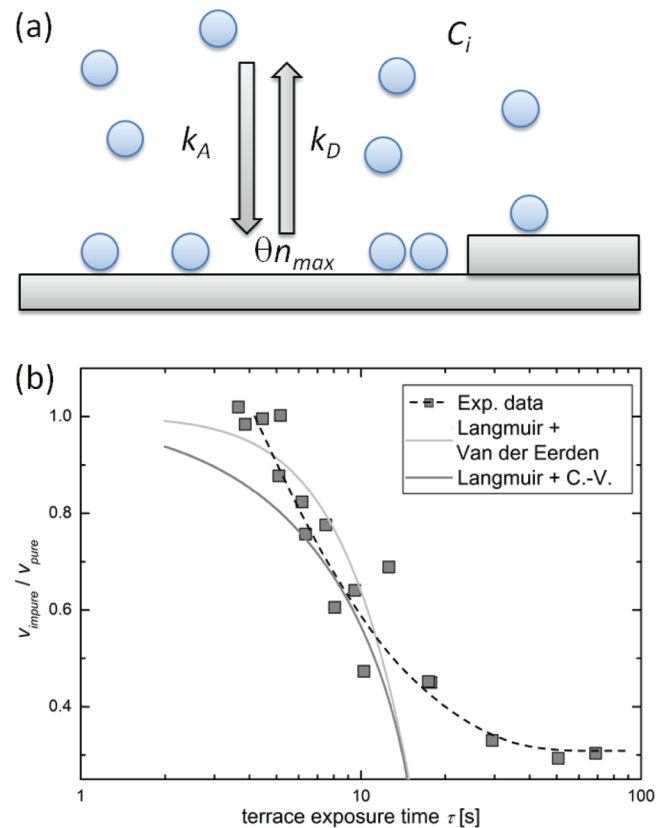 (a)
C_i
k_A
k_D
θn_max
(b)
Exp. data
Langmuir +
Van der Eerden
Langmuir + C.-V.
1.0
0.8
0.6
0.4
v_impure / v_pure
1
10
100
terrace exposure time τ [s]